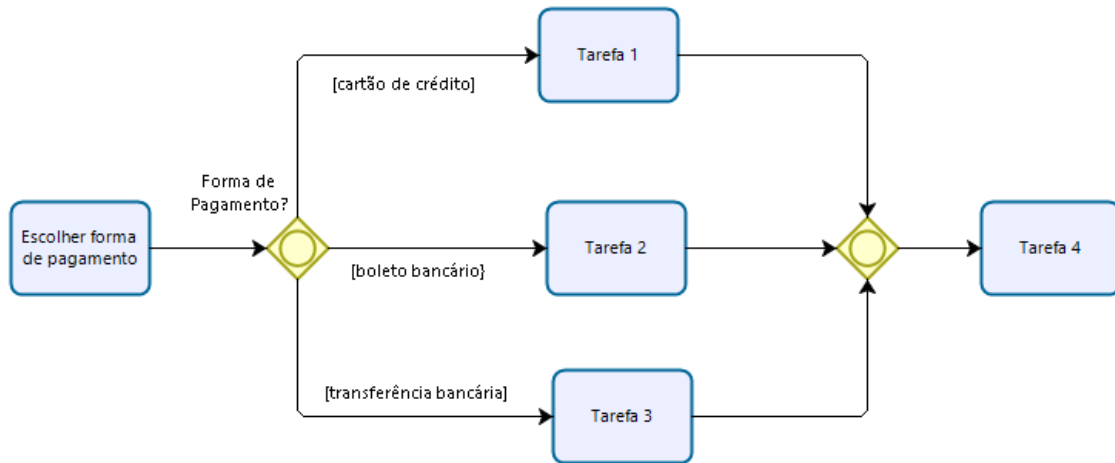 Escolher forma
de pagamento
Forma de
Pagamento?
[cartão de crédito]
Tarefa 1
[boleto bancário}
Tarefa 2
[transferência bancária]
Tarefa 3
Tarefa 4